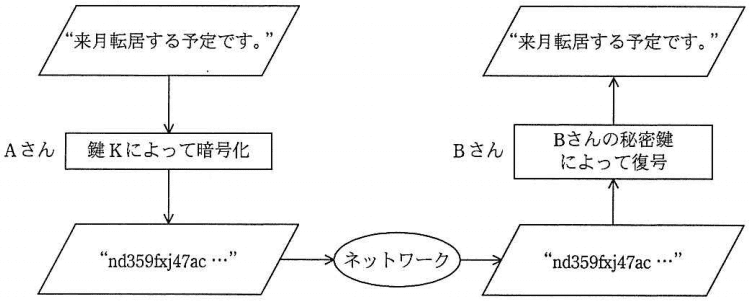 “来月転居する予定です。”
Aさん
鍵Kによって暗号化
“nd359fxj47ac …”
ネットワーク
“来月転居する予定です。”
Bさん
Bさんの秘密鍵
によって復号
“nd359fxj47ac …”